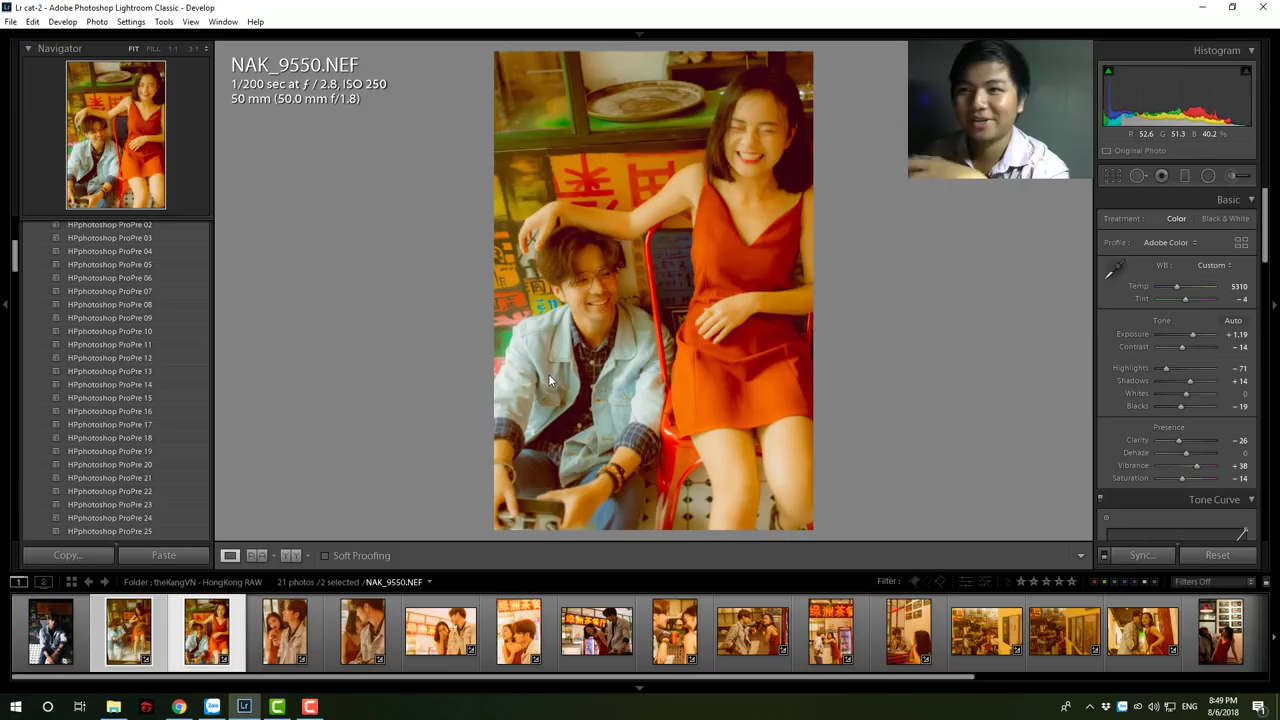 Lr cat-2 - Adobe Photoshop Lightroom Classic - Develop
File Edit Develop Photo Settings Tools View Window Help
Navigator FIT FILL 1:1 3:1
HPphotoshop ProPre 02
HPphotoshop ProPre 03
HPphotoshop ProPre 04
HPphotoshop ProPre 05
HPphotoshop ProPre 06
HPphotoshop ProPre 07
HPphotoshop ProPre 08
HPphotoshop ProPre 09
HPphotoshop ProPre 10
HPphotoshop ProPre 11
HPphotoshop ProPre 12
HPphotoshop ProPre 13
HPphotoshop ProPre 14
HPphotoshop ProPre 15
HPphotoshop ProPre 16
HPphotoshop ProPre 17
HPphotoshop ProPre 18
HPphotoshop ProPre 19
HPphotoshop ProPre 20
HPphotoshop ProPre 21
HPphotoshop ProPre 22
HPphotoshop ProPre 23
HPphotoshop ProPre 24
HPphotoshop ProPre 25
Copy... Paste
NAK_9550.NEF
1/200 sec at ƒ / 2.8, ISO 250
50 mm (50.0 mm f/1.8)
Histogram
R 52.6 G 51.3 B 40.2 %
Original Photo
Basic
Treatment: Color Black & White
Profile: Adobe Color
WB: Custom
Temp 5310
Tint − 4
Tone Auto
Exposure + 1.19
Contrast − 14
Highlights − 71
Shadows + 14
Whites 0
Blacks − 19
Presence
Clarity − 26
Dehaze 0
Vibrance + 38
Saturation − 14
Tone Curve
Sync... Reset
Soft Proofing
1 2 Folder : theKangVN - HongKong RAW 21 photos /2 selected /NAK_9550.NEF Filter : Filters Off
Zalo Lr ENG 8:49 PM
8/6/2018